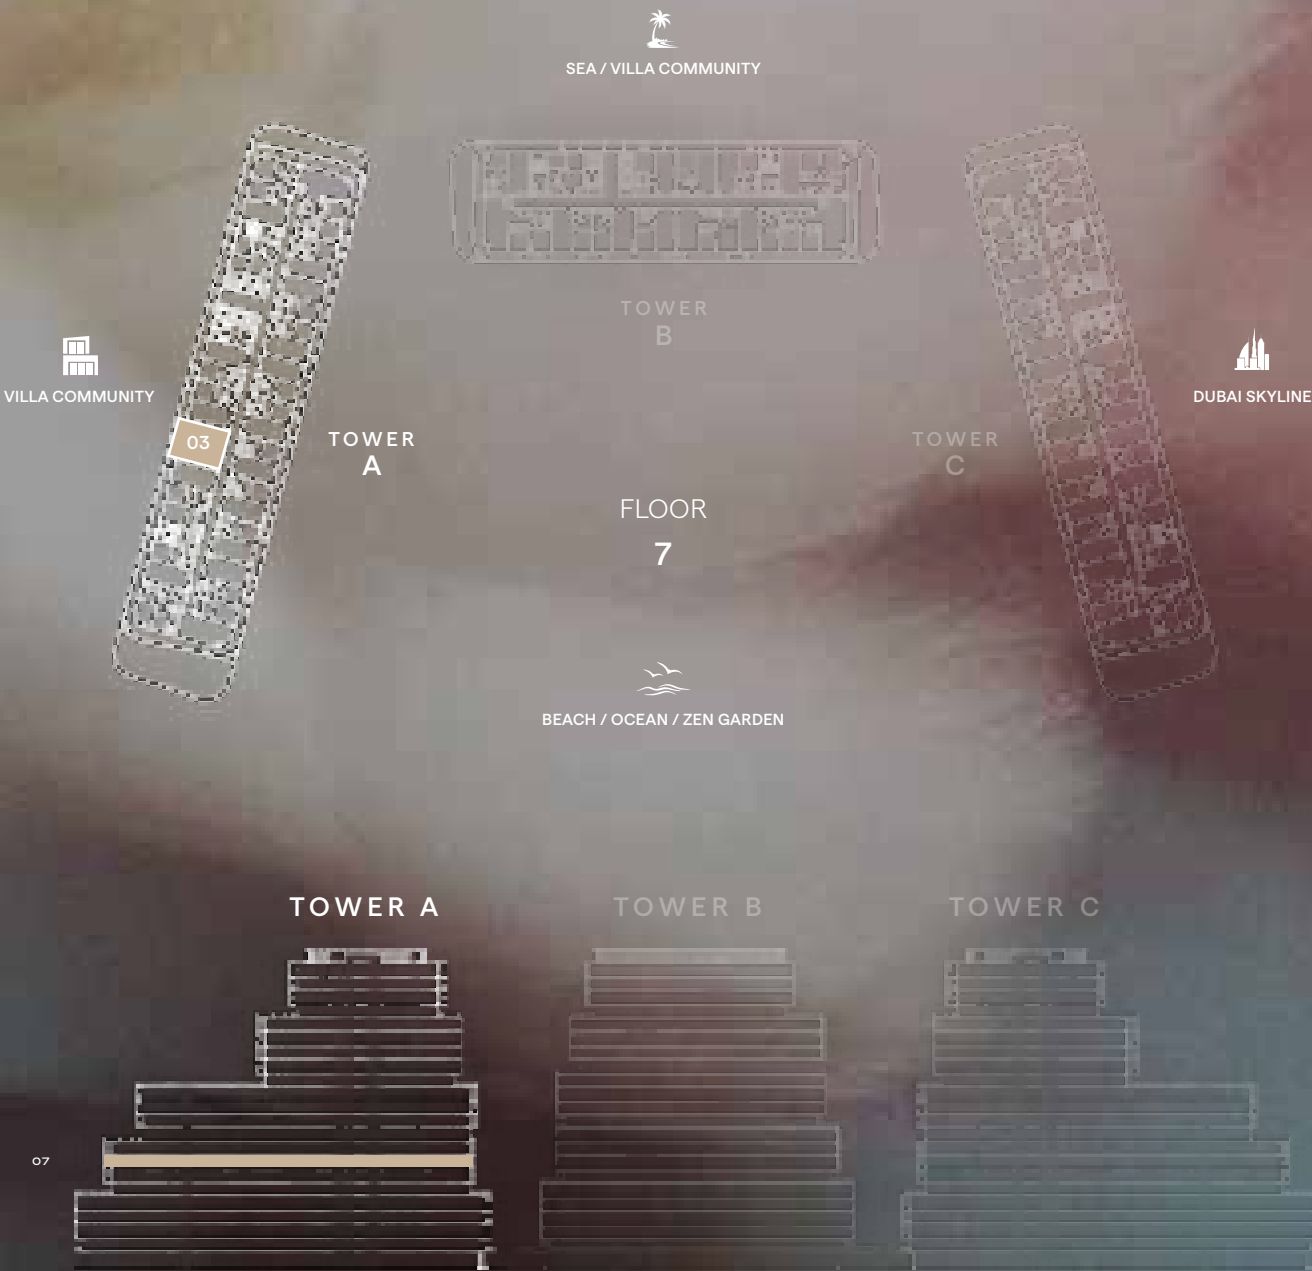 SEA / VILLA COMMUNITY
TOWER
B
VILLA COMMUNITY
DUBAI SKYLINE
03
TOWER
A
TOWER
C
FLOOR
7
BEACH / OCEAN / ZEN GARDEN
TOWER A
TOWER B
TOWER C
07